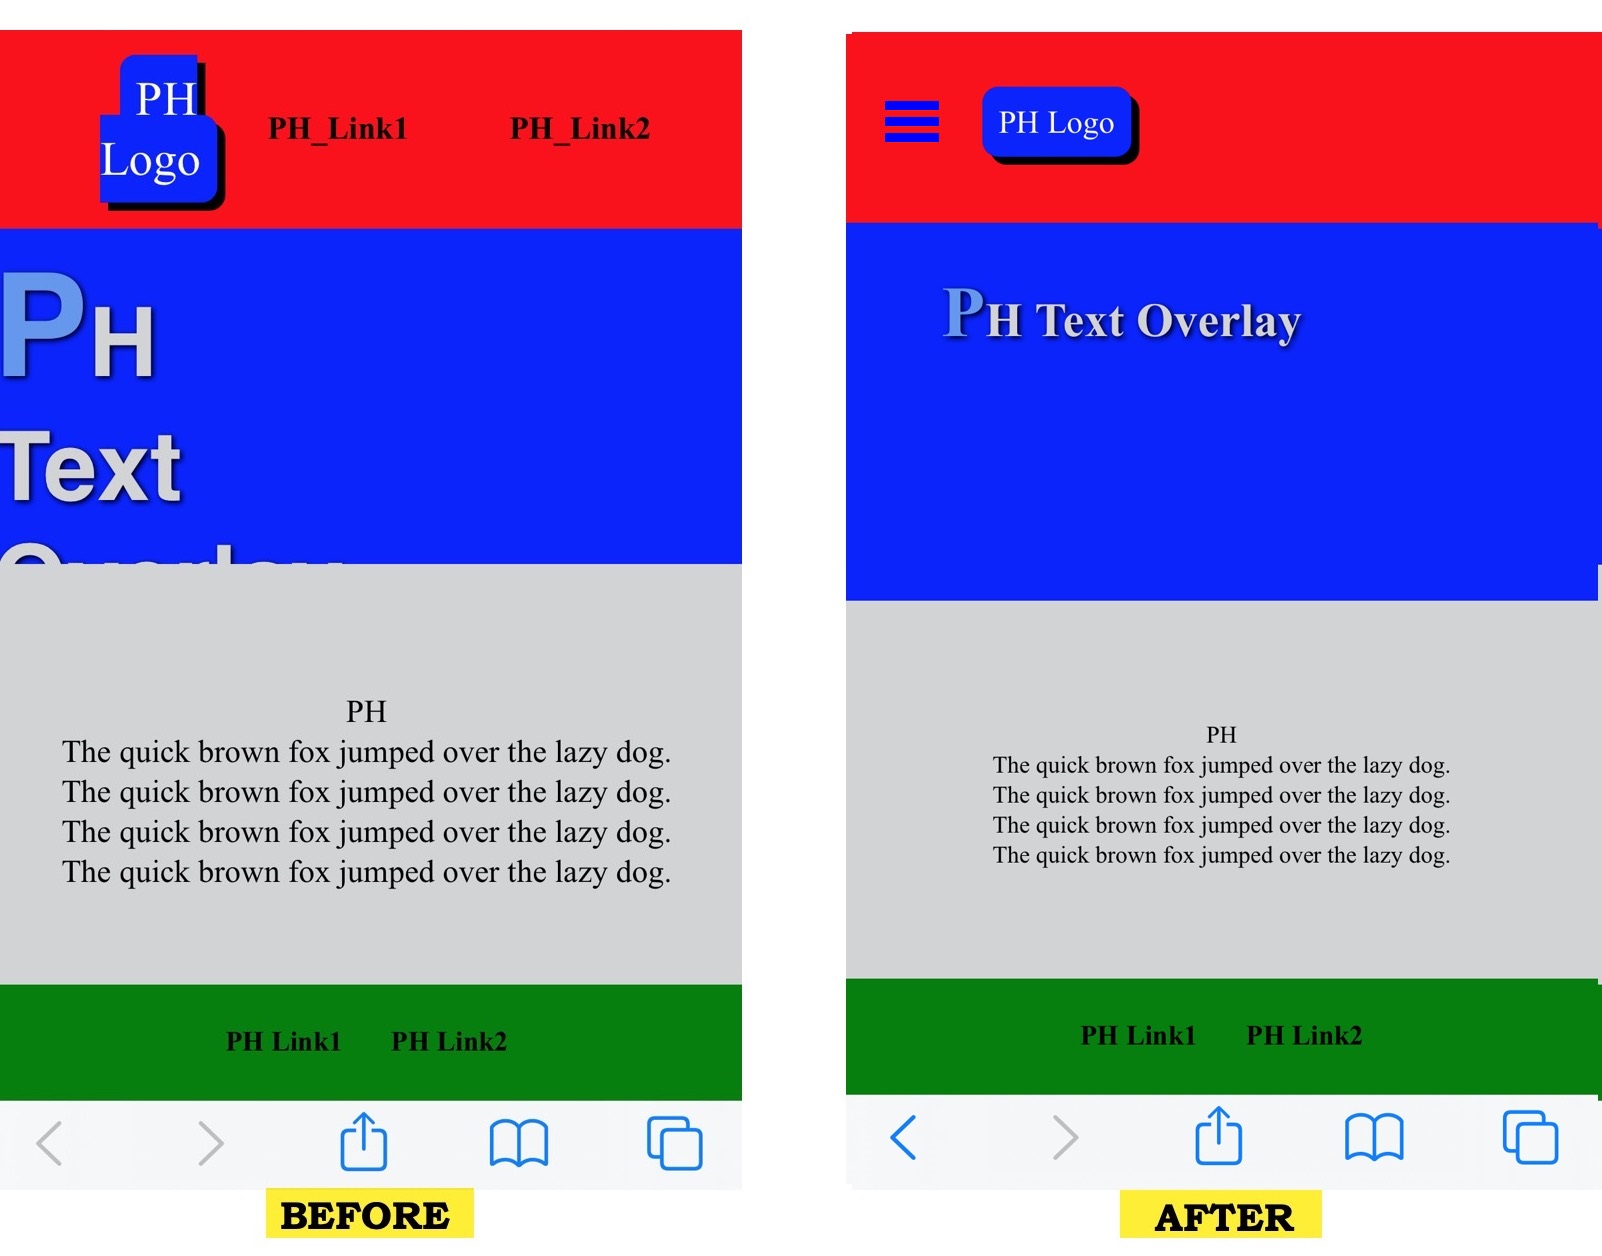 PH
Logo
PH_Link1
PH_Link2
PH
Text
Overlay
PH
The quick brown fox jumped over the lazy dog.
The quick brown fox jumped over the lazy dog.
The quick brown fox jumped over the lazy dog.
The quick brown fox jumped over the lazy dog.
PH Link1
PH Link2
BEFORE
PH Logo
PH Text Overlay
PH
The quick brown fox jumped over the lazy dog.
The quick brown fox jumped over the lazy dog.
The quick brown fox jumped over the lazy dog.
The quick brown fox jumped over the lazy dog.
PH Link1
PH Link2
AFTER